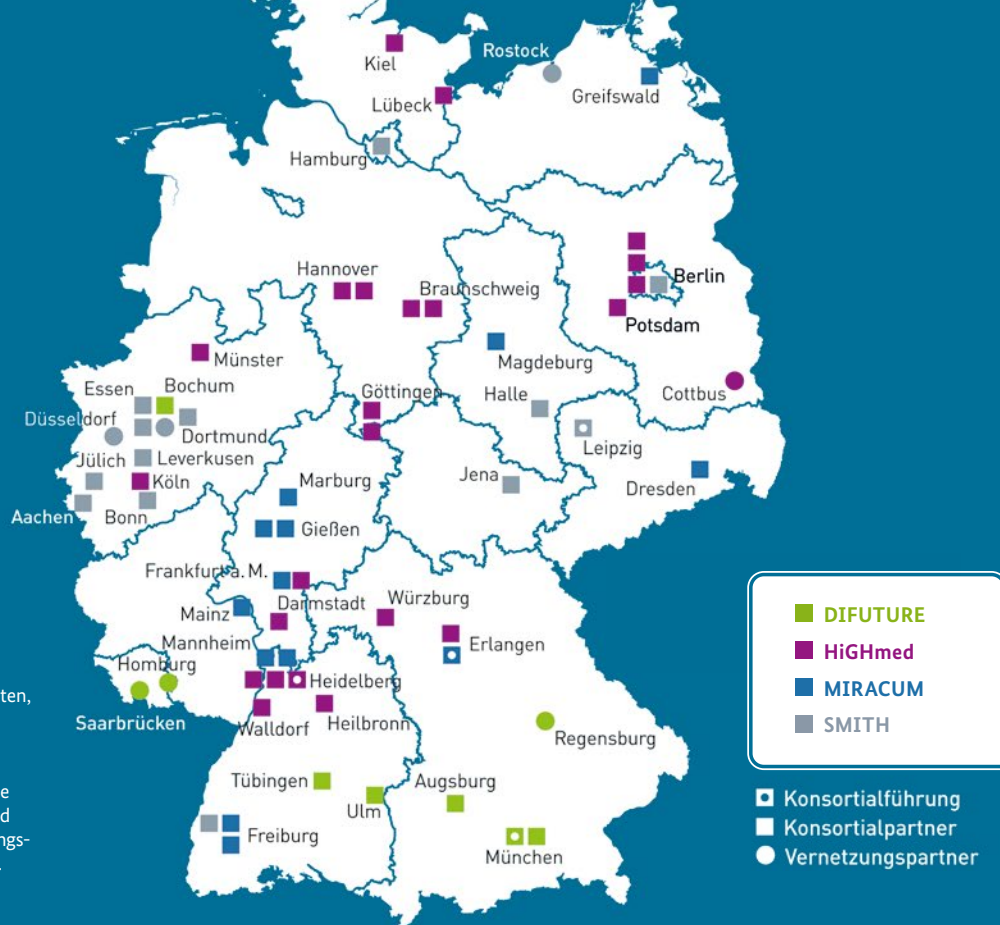 Rostock
Kiel
Greifswald
Lübeck
Hamburg
Hannover
Berlin
Braunschweig
Potsdam
Münster
Magdeburg
Essen
Bochum
Göttingen
Halle
Cottbus
Düsseldorf
Dortmund
Leipzig
Jülich
Leverkusen
Jena
Köln
Marburg
Dresden
Aachen
Bonn
Gießen
Frankfurt a. M.
Darmstadt
Würzburg
Mainz
Mannheim
Erlangen
Homburg
Heidelberg
ten,
Saarbrücken
Walldorf
Heilbronn
Regensburg
Tübingen
Augsburg
e
Ulm
d
ngs-
Freiburg
München
DIFUTURE
HiGHmed
MIRACUM
SMITH
Konsortialführung
Konsortialpartner
Vernetzungspartner